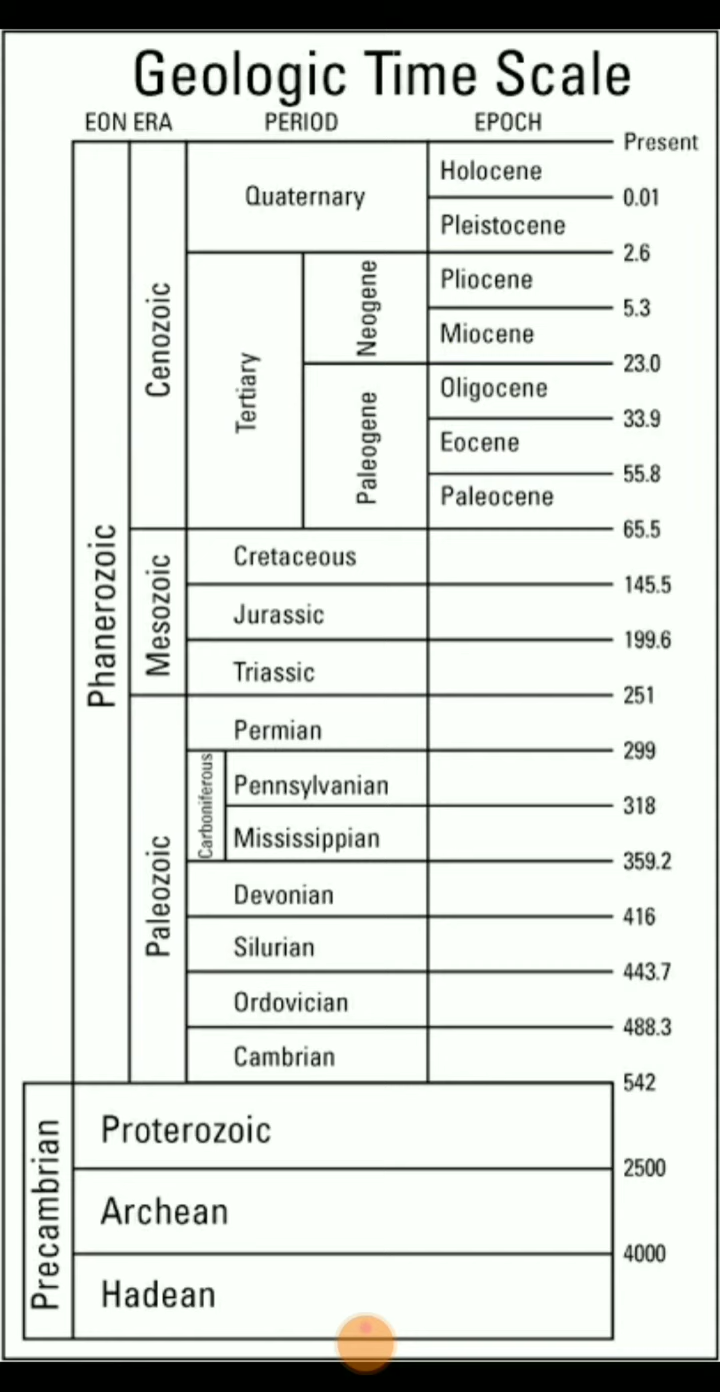 Geologic Time Scale
EON ERA PERIOD EPOCH
Present
Holocene
Quaternary
0.01
Pleistocene
2.6
Pliocene
Neogene
5.3
Miocene
Cenozoic
23.0
Tertiary
Oligocene
33.9
Paleogene
Eocene
55.8
Paleocene
65.5
Phanerozoic
Mesozoic
Cretaceous
145.5
Jurassic
199.6
Triassic
251
Paleozoic
Permian
299
Carboniferous
Pennsylvanian
318
Mississippian
359.2
Devonian
416
Silurian
443.7
Ordovician
488.3
Cambrian
542
Precambrian
Proterozoic
2500
Archean
4000
Hadean